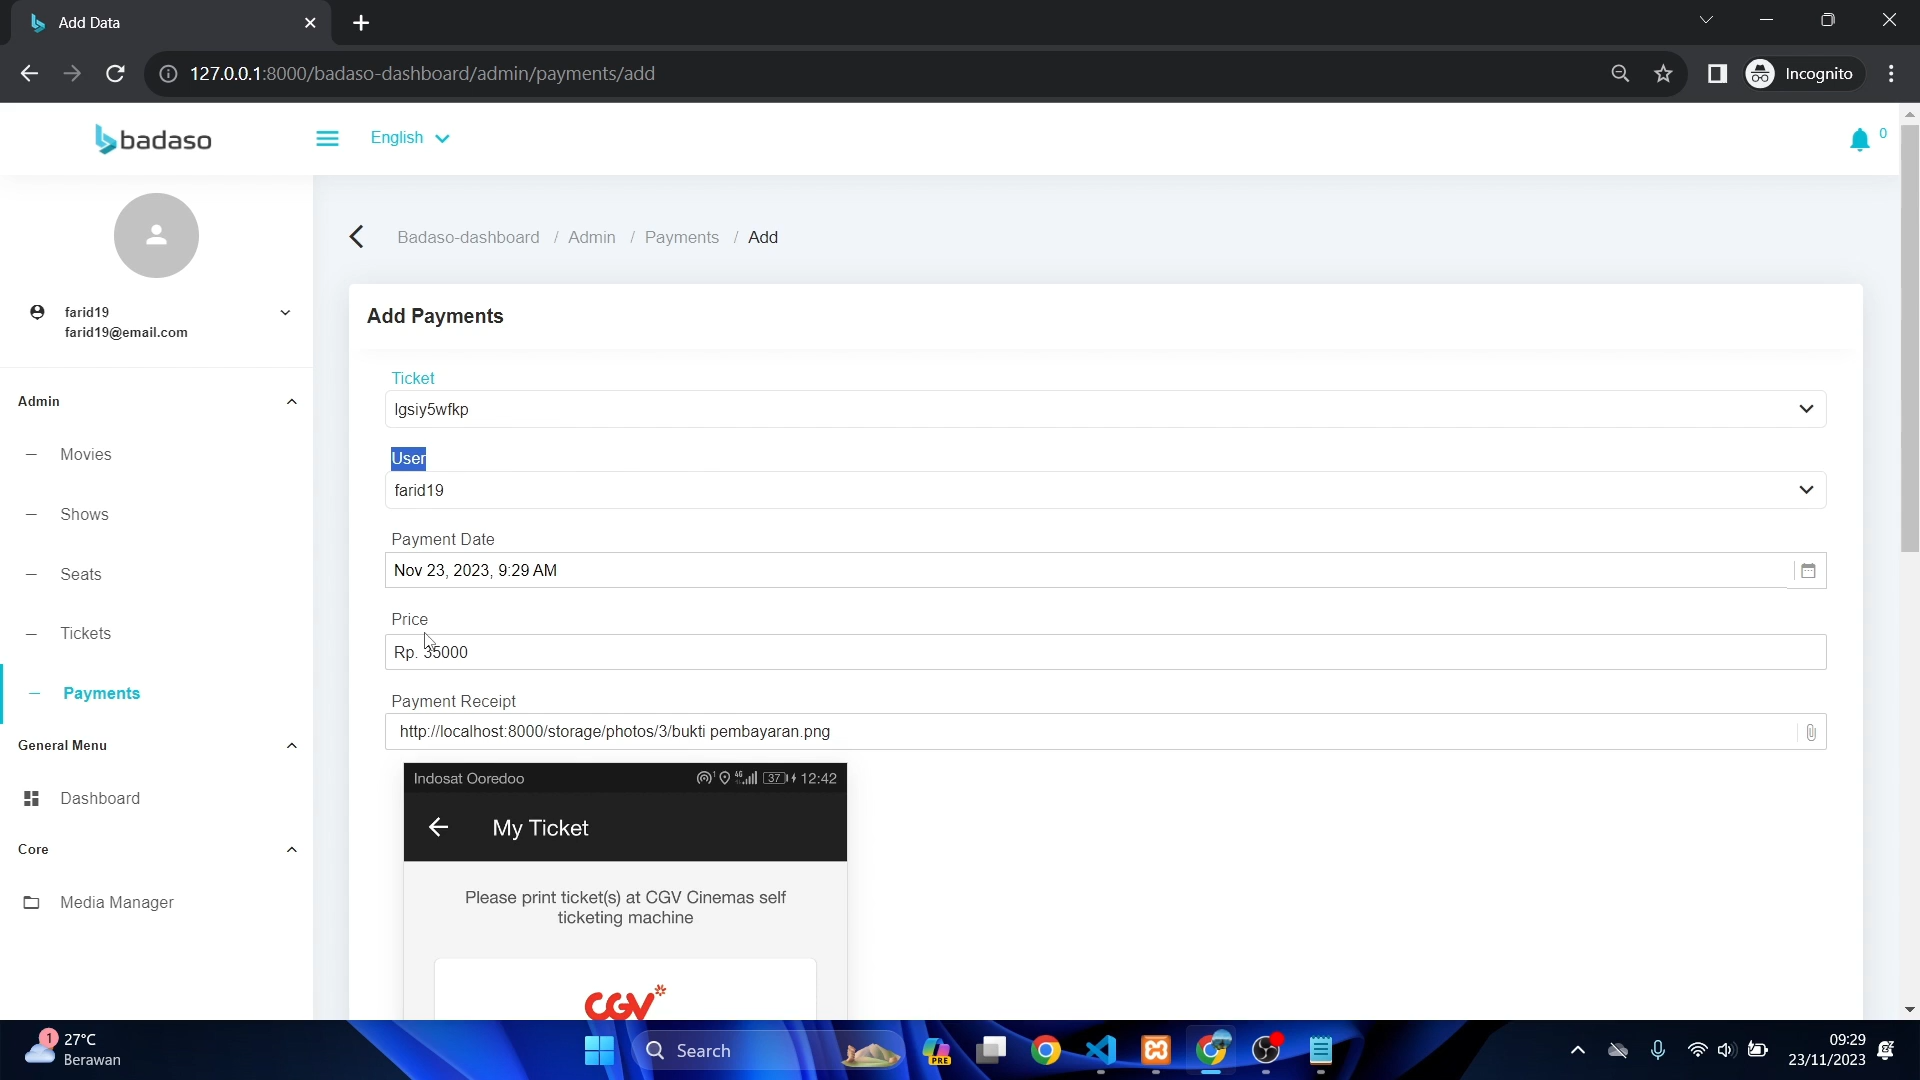 Add Data
127.0.0.1:8000/badaso-dashboard/admin/payments/add
Incognito
badaso
English
0
farid19
farid19@email.com
Admin
Movies
Shows
Seats
Tickets
Payments
General Menu
Dashboard
Core
Media Manager
Badaso-dashboard / Admin / Payments / Add
Add Payments
Ticket
User
farid19
Payment Date
Nov 23, 2023, 9:29 AM
Price
Rp. 35000
Payment Receipt
http://localhost:8000/storage/photos/3/bukti pembayaran.png
Indosat Ooredoo
37 12:42
My Ticket
Please print ticket(s) at CGV Cinemas self
ticketing machine
CGV
1
27°C
Berawan
Search
PRE
09:29
23/11/2023